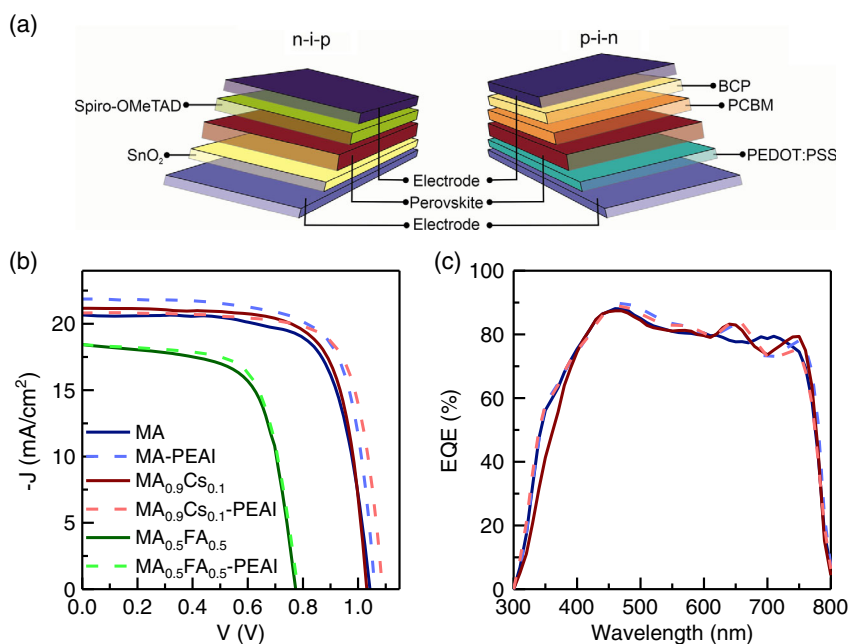 (a)
n-i-p
p-i-n
Spiro-OMeTAD
SnO₂
BCP
PCBM
PEDOT:PSS
Electrode
Perovskite
Electrode
(b)
-J (mA/cm²)
20
15
10
5.0
0
MA
MA-PEAI
MA₀.₉Cs₀.₁
MA₀.₉Cs₀.₁-PEAI
MA₀.₅FA₀.₅
MA₀.₅FA₀.₅-PEAI
0.0 0.2 0.4 0.6 0.8 1.0
V (V)
(c)
EQE (%)
100
80
60
40
20
0
300 400 500 600 700 800
Wavelength (nm)